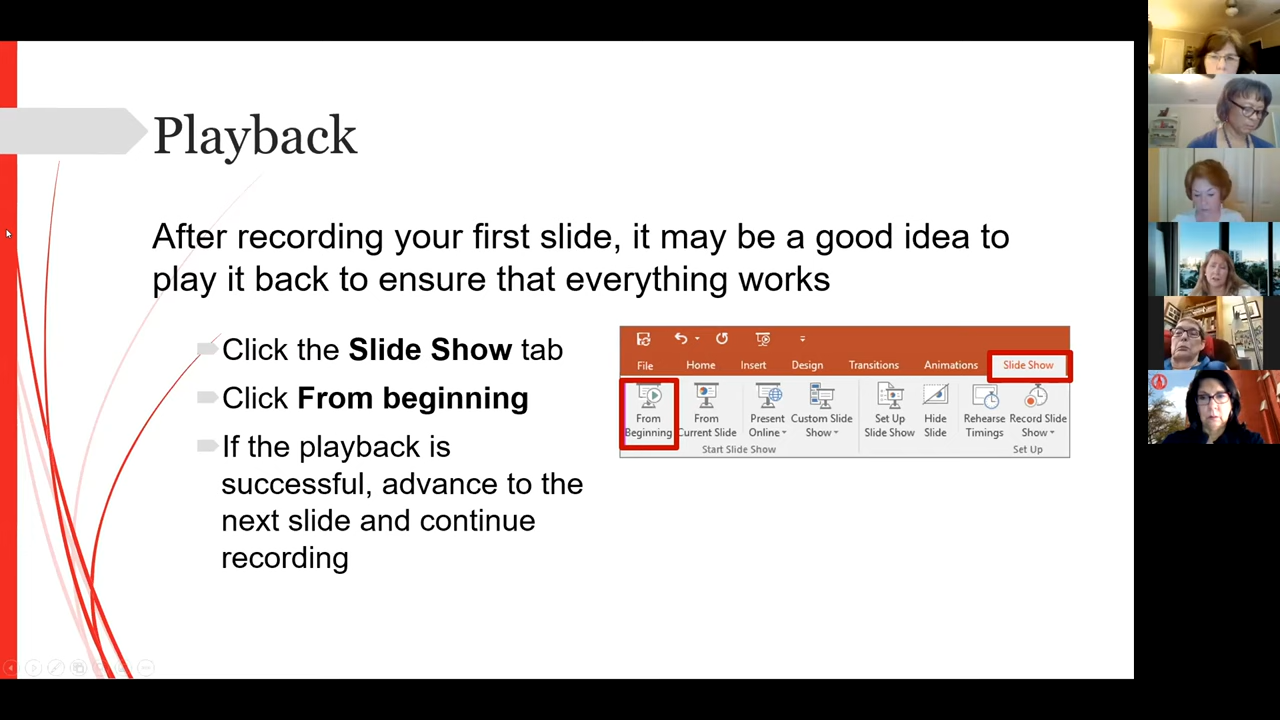 Playback
After recording your first slide, it may be a good idea to
play it back to ensure that everything works
Click the Slide Show tab
Click From beginning
If the playback is
successful, advance to the
next slide and continue
recording
File Home Insert Design Transitions Animations Slide Show
From Beginning
From Current Slide
Present Online
Custom Slide Show
Set Up Slide Show
Hide Slide
Rehearse Timings
Record Slide Show
Start Slide Show
Set Up